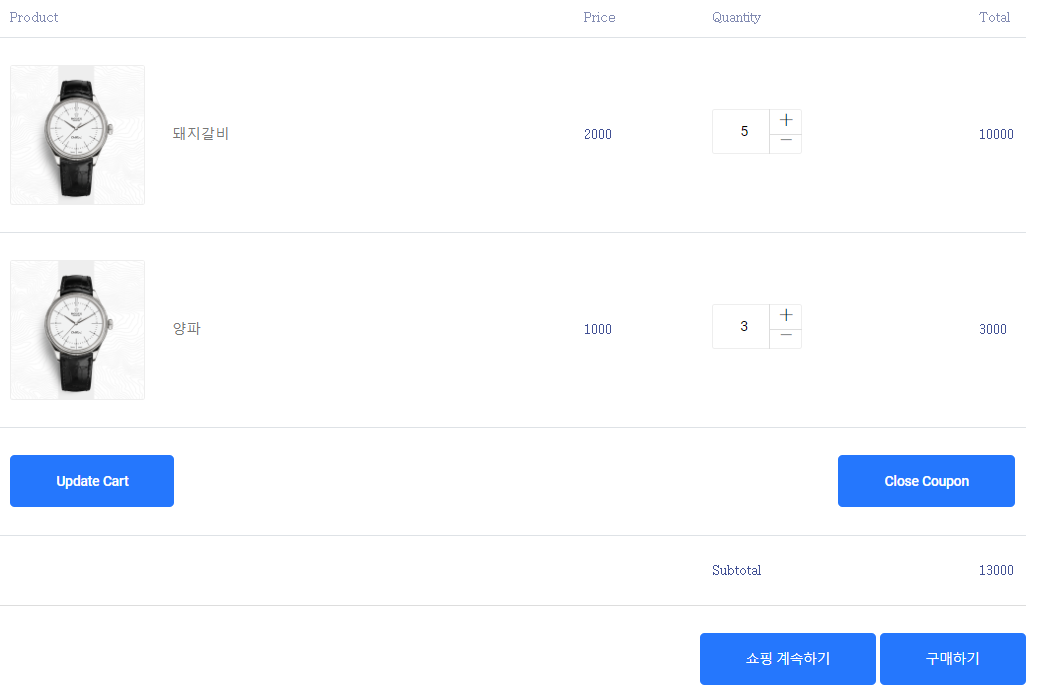 Product Price Quantity Total
돼지갈비 2000 5 + − 10000
양파 1000 3 + − 3000
Update Cart Close Coupon
Subtotal 13000
쇼핑 계속하기 구매하기